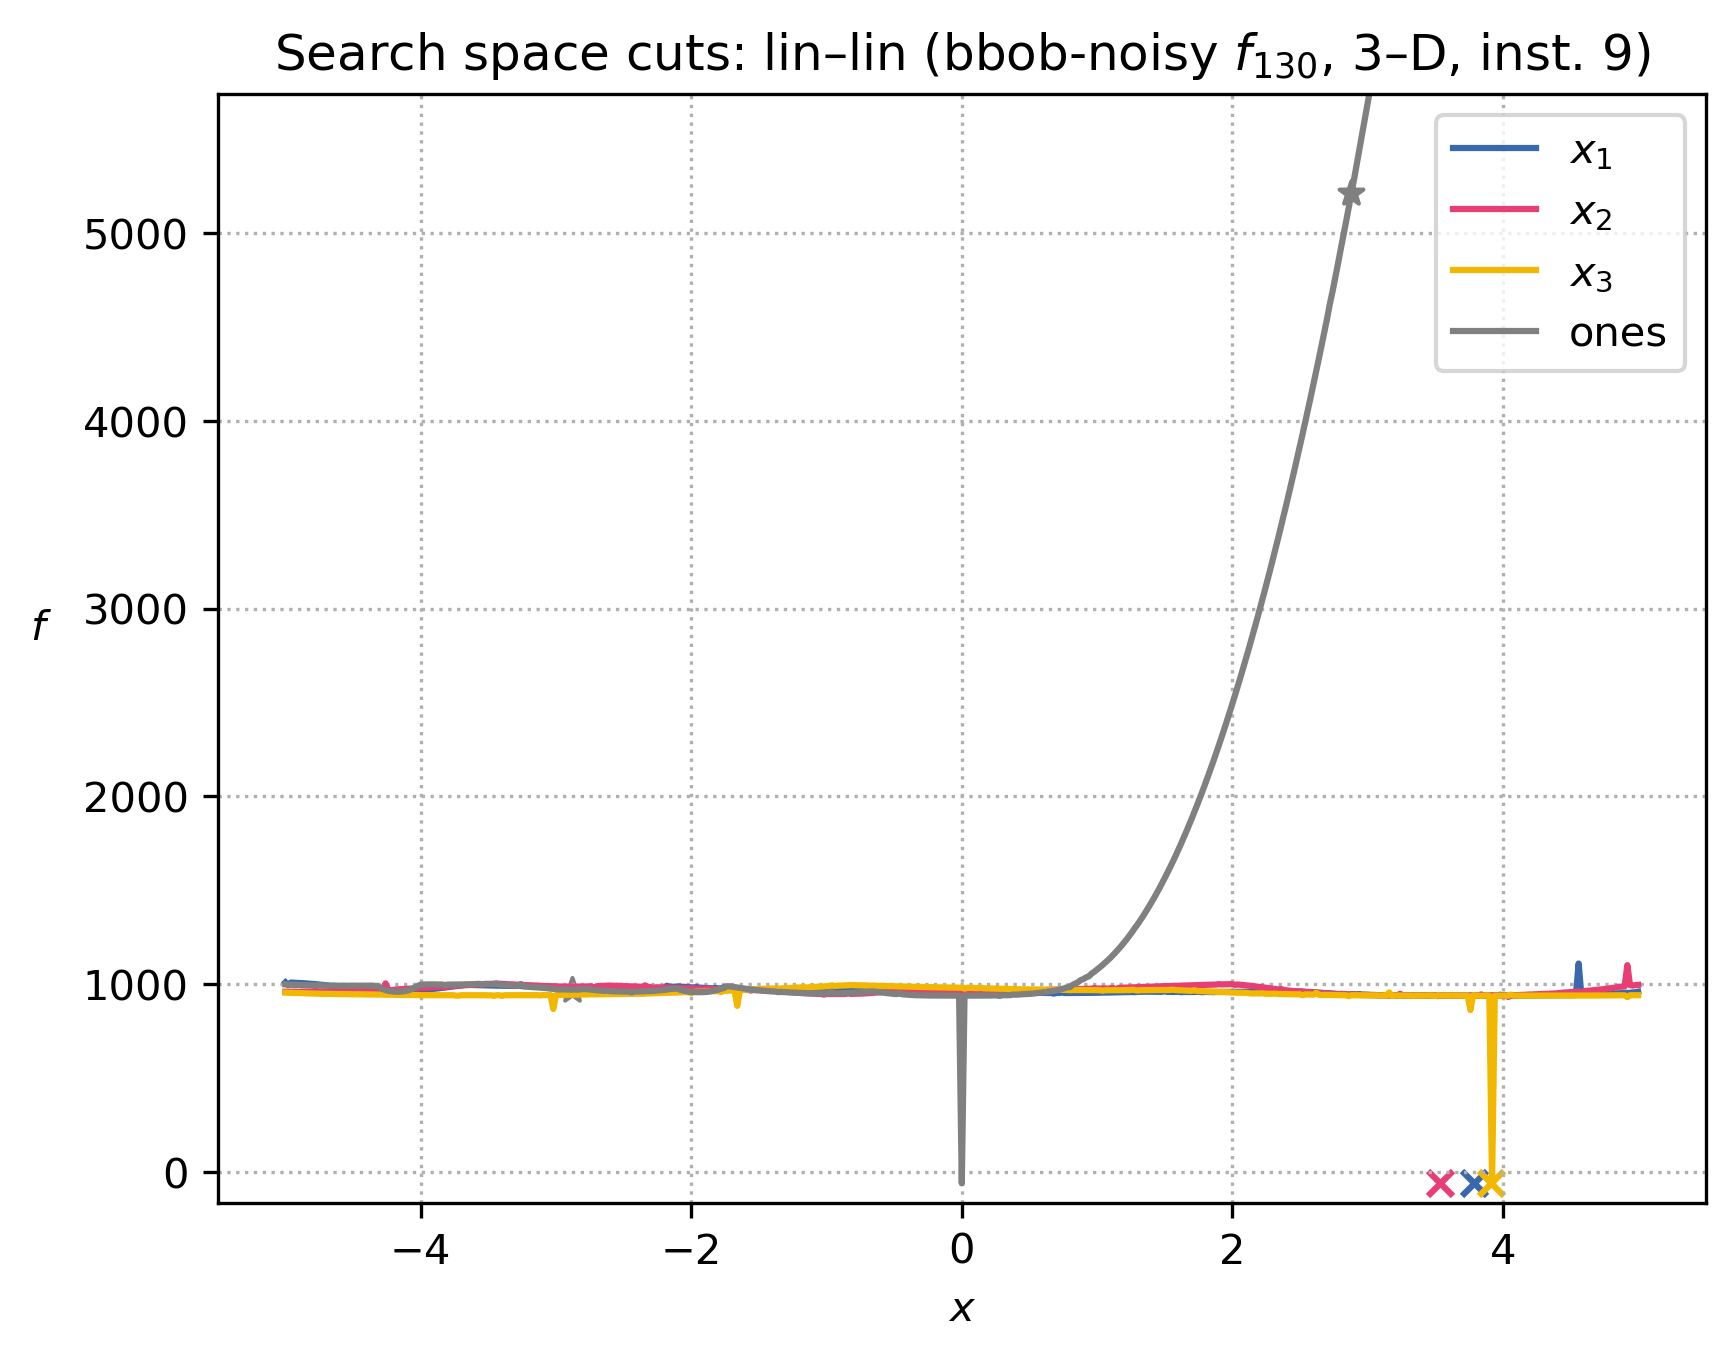 Search space cuts: lin–lin (bbob-noisy f₁₃₀, 3–D, inst. 9)
x₁
x₂
x₃
ones
5000
4000
3000
2000
1000
0
f
−4
−2
0
2
4
x